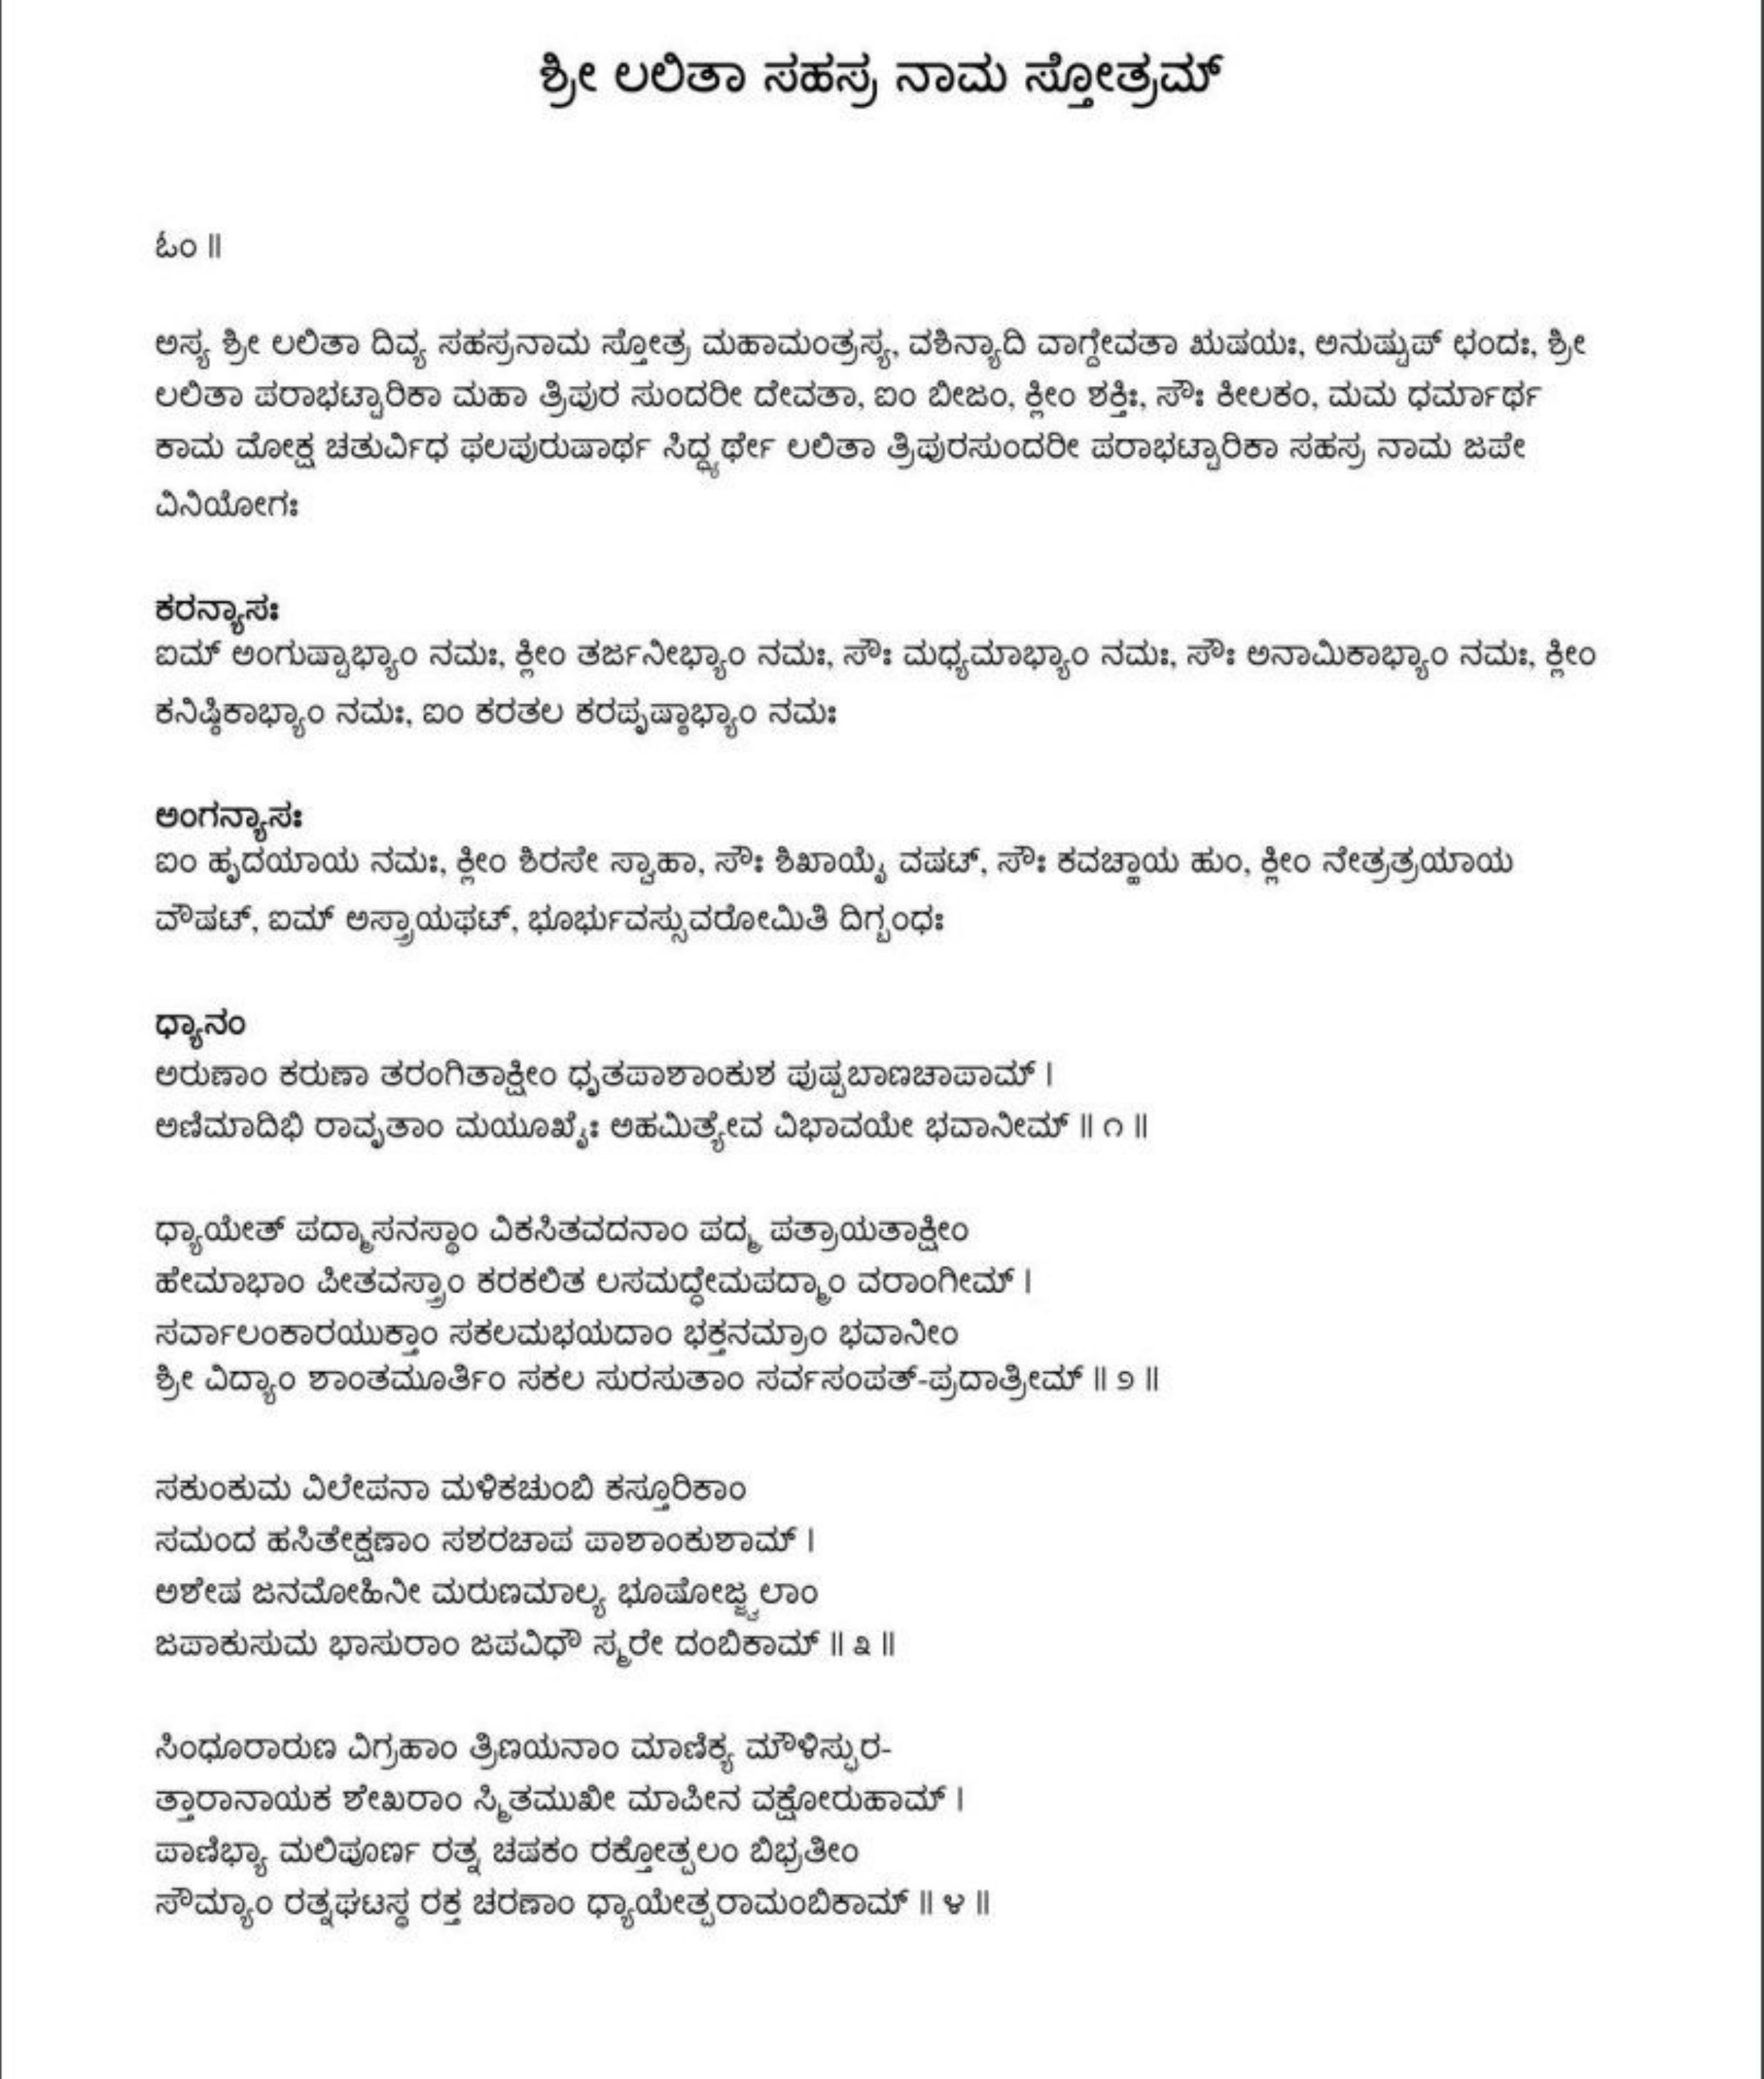 ಶ್ರೀ ಲಲಿತಾ ಸಹಸ್ರ ನಾಮ ಸ್ತೋತ್ರಮ್
ಓಂ ॥
ಅಸ್ಯ ಶ್ರೀ ಲಲಿತಾ ದಿವ್ಯ ಸಹಸ್ರನಾಮ ಸ್ತೋತ್ರ ಮಹಾಮಂತ್ರಸ್ಯ, ವಶಿನ್ಯಾದಿ ವಾಗ್ದೇವತಾ ಋಷಯಃ, ಅನುಷ್ಟುಪ್ ಛಂದಃ, ಶ್ರೀ
ಲಲಿತಾ ಪರಾಭಟ್ಟಾರಿಕಾ ಮಹಾ ತ್ರಿಪುರ ಸುಂದರೀ ದೇವತಾ, ಐಂ ಬೀಜಂ, ಕ್ಲೀಂ ಶಕ್ತಿಃ, ಸೌಃ ಕೀಲಕಂ, ಮಮ ಧರ್ಮಾರ್ಥ
ಕಾಮ ಮೋಕ್ಷ ಚತುರ್ವಿಧ ಫಲಪುರುಷಾರ್ಥ ಸಿದ್ಧ್ಯರ್ಥೇ ಲಲಿತಾ ತ್ರಿಪುರಸುಂದರೀ ಪರಾಭಟ್ಟಾರಿಕಾ ಸಹಸ್ರ ನಾಮ ಜಪೇ
ವಿನಿಯೋಗಃ
ಕರನ್ಯಾಸಃ
ಐಮ್ ಅಂಗುಷ್ಟಾಭ್ಯಾಂ ನಮಃ, ಕ್ಲೀಂ ತರ್ಜನೀಭ್ಯಾಂ ನಮಃ, ಸೌಃ ಮಧ್ಯಮಾಭ್ಯಾಂ ನಮಃ, ಸೌಃ ಅನಾಮಿಕಾಭ್ಯಾಂ ನಮಃ, ಕ್ಲೀಂ
ಕನಿಷ್ಠಿಕಾಭ್ಯಾಂ ನಮಃ, ಐಂ ಕರತಲ ಕರಪೃಷ್ಠಾಭ್ಯಾಂ ನಮಃ
ಅಂಗನ್ಯಾಸಃ
ಐಂ ಹೃದಯಾಯ ನಮಃ, ಕ್ಲೀಂ ಶಿರಸೇ ಸ್ವಾಹಾ, ಸೌಃ ಶಿಖಾಯೈ ವಷಟ್, ಸೌಃ ಕವಚ್ಹಾಯ ಹುಂ, ಕ್ಲೀಂ ನೇತ್ರತ್ರಯಾಯ
ವೌಷಟ್, ಐಮ್ ಅಸ್ತ್ರಾಯಫಟ್, ಭೂರ್ಭುವಸ್ಸುವರೋಮಿತಿ ದಿಗ್ಬಂಧಃ
ಧ್ಯಾನಂ
ಅರುಣಾಂ ಕರುಣಾ ತರಂಗಿತಾಕ್ಷೀಂ ಧೃತಪಾಶಾಂಕುಶ ಪುಷ್ಪಬಾಣಚಾಪಾಮ್ ।
ಅಣಿಮಾದಿಭಿ ರಾವೃತಾಂ ಮಯೂಖೈಃ ಅಹಮಿತ್ಯೇವ ವಿಭಾವಯೇ ಭವಾನೀಮ್ ॥ ೧ ॥
ಧ್ಯಾಯೇತ್ ಪದ್ಮಾಸನಸ್ಥಾಂ ವಿಕಸಿತವದನಾಂ ಪದ್ಮ ಪತ್ರಾಯತಾಕ್ಷೀಂ
ಹೇಮಾಭಾಂ ಪೀತವಸ್ತ್ರಾಂ ಕರಕಲಿತ ಲಸಮದ್ಧೇಮಪದ್ಮಾಂ ವರಾಂಗೀಮ್ ।
ಸರ್ವಾಲಂಕಾರಯುಕ್ತಾಂ ಸಕಲಮಭಯದಾಂ ಭಕ್ತನಮ್ರಾಂ ಭವಾನೀಂ
ಶ್ರೀ ವಿದ್ಯಾಂ ಶಾಂತಮೂರ್ತಿಂ ಸಕಲ ಸುರಸುತಾಂ ಸರ್ವಸಂಪತ್-ಪ್ರದಾತ್ರೀಮ್ ॥ ೨ ॥
ಸಕುಂಕುಮ ವಿಲೇಪನಾ ಮಳಿಕಚುಂಬಿ ಕಸ್ತೂರಿಕಾಂ
ಸಮಂದ ಹಸಿತೇಕ್ಷಣಾಂ ಸಶರಚಾಪ ಪಾಶಾಂಕುಶಾಮ್ ।
ಅಶೇಷ ಜನಮೋಹಿನೀ ಮರುಣಮಾಲ್ಯ ಭೂಷೋಜ್ಜ್ವಲಾಂ
ಜಪಾಕುಸುಮ ಭಾಸುರಾಂ ಜಪವಿಧೌ ಸ್ಮರೇ ದಂಬಿಕಾಮ್ ॥ ೩ ॥
ಸಿಂಧೂರಾರುಣ ವಿಗ್ರಹಾಂ ತ್ರಿಣಯನಾಂ ಮಾಣಿಕ್ಯ ಮೌಳಿಸ್ಫುರ-
ತ್ತಾರಾನಾಯಕ ಶೇಖರಾಂ ಸ್ಮಿತಮುಖೀ ಮಾಪೀನ ವಕ್ಷೋರುಹಾಮ್ ।
ಪಾಣಿಭ್ಯಾ ಮಲಿಪೂರ್ಣ ರತ್ನ ಚಷಕಂ ರಕ್ತೋತ್ಪಲಂ ಬಿಭ್ರತೀಂ
ಸೌಮ್ಯಾಂ ರತ್ನಘಟಸ್ಥ ರಕ್ತ ಚರಣಾಂ ಧ್ಯಾಯೇತ್ಪರಾಮಂಬಿಕಾಮ್ ॥ ೪ ॥